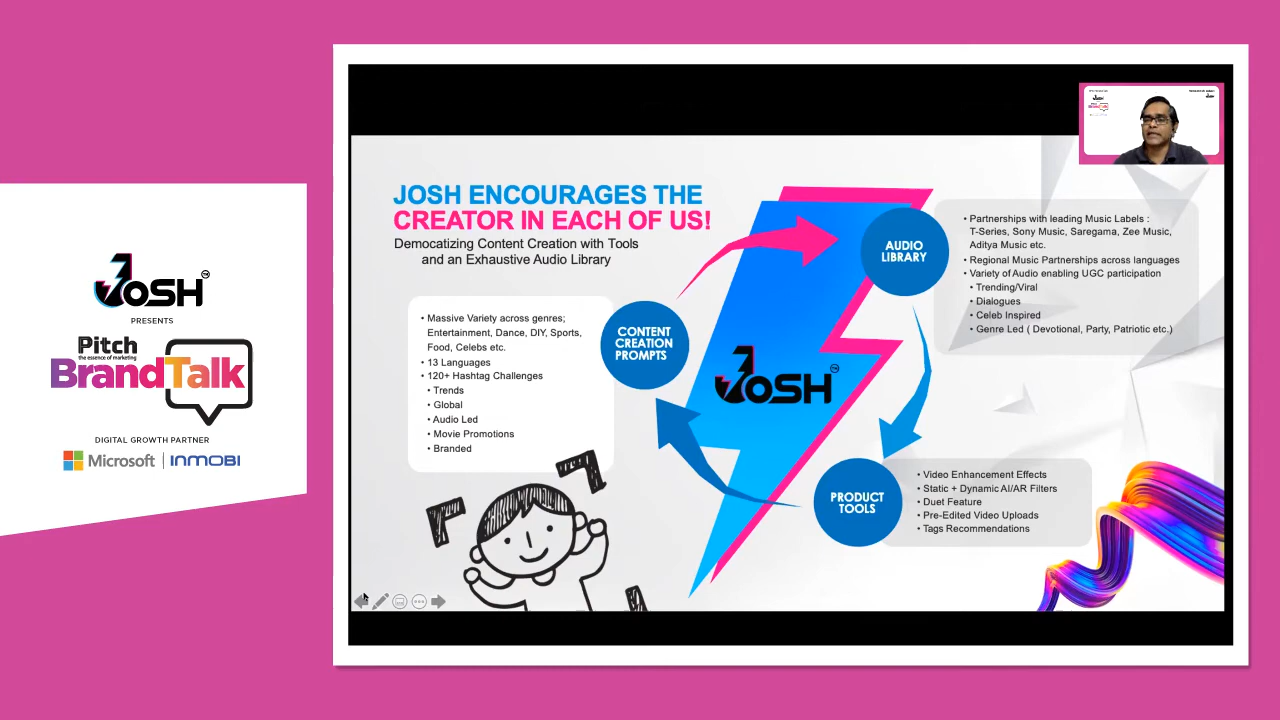 JOSH
TM
PRESENTS
Pitch
the essence of marketing
BrandTalk
DIGITAL GROWTH PARTNER
Microsoft | INMOBI
JOSH ENCOURAGES THE
CREATOR IN EACH OF US!
Democatizing Content Creation with Tools
and an Exhaustive Audio Library
• Massive Variety across genres;
Entertainment, Dance, DIY, Sports,
Food, Celebs etc.
• 13 Languages
• 120+ Hashtag Challenges
• Trends
• Global
• Audio Led
• Movie Promotions
• Branded
CONTENT
CREATION
PROMPTS
JOSH
TM
AUDIO
LIBRARY
• Partnerships with leading Music Labels :
T-Series, Sony Music, Saregama, Zee Music,
Aditya Music etc.
• Regional Music Partnerships across languages
• Variety of Audio enabling UGC participation
• Trending/Viral
• Dialogues
• Celeb Inspired
• Genre Led ( Devotional, Party, Patriotic etc.)
PRODUCT
TOOLS
• Video Enhancement Effects
• Static + Dynamic AI/AR Filters
• Duet Feature
• Pre-Edited Video Uploads
• Tags Recommendations
JOSH
BrandTalk